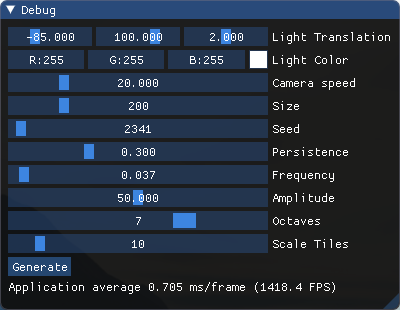 Debug
-85.000 100.000 2.000 Light Translation
R:255 G:255 B:255 Light Color
20.000 Camera speed
200 Size
2341 Seed
0.300 Persistence
0.037 Frequency
50.000 Amplitude
7 Octaves
10 Scale Tiles
Generate
Application average 0.705 ms/frame (1418.4 FPS)